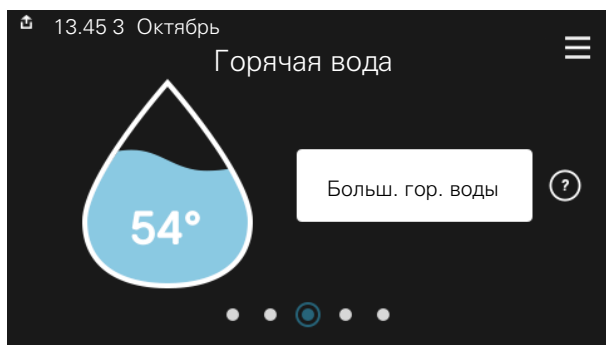 13.45 3 Октябрь
Горячая вода
54°
Больш. гор. воды
?